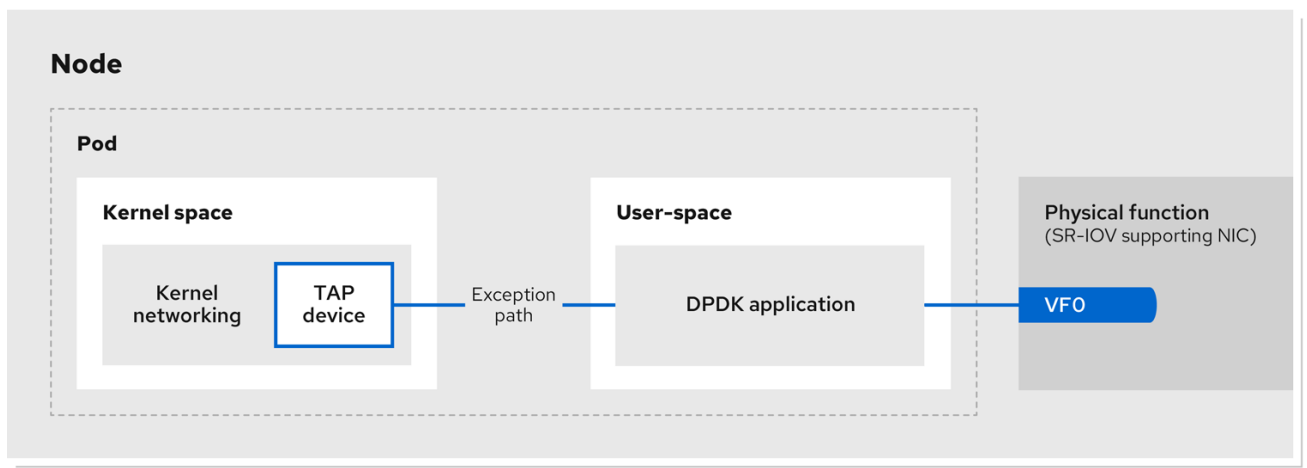 Node
Pod
Kernel space
Kernel
networking
TAP
device
Exception
path
User-space
DPDK application
Physical function
(SR-IOV supporting NIC)
VF0